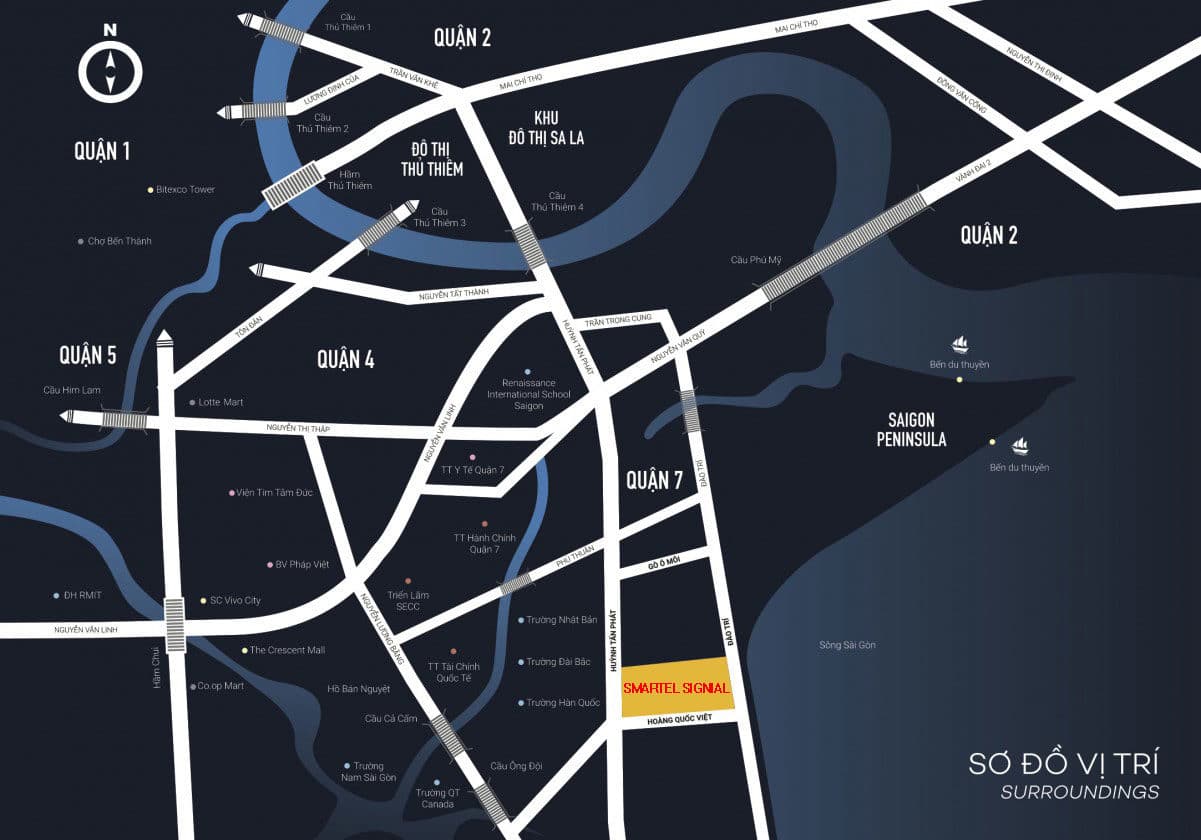 Cầu
Thủ Thiêm 1
QUẬN 2
MAI CHÍ THỌ
N
TRẦN VĂN KHÊ
MAI CHÍ THỌ
NGUYỄN THỊ ĐỊNH
LƯƠNG ĐỊNH CỦA
ĐỒNG VĂN CỐNG
Cầu
Thủ Thiêm 2
KHU
ĐÔ THỊ SA LA
QUẬN 1
ĐÔ THỊ
THỦ THIÊM
Hầm
Thủ Thiêm
VÀNH ĐAI 2
Bitexco Tower
Cầu
Thủ Thiêm 4
Cầu
Thủ Thiêm 3
Chợ Bến Thành
QUẬN 2
Cầu Phú Mỹ
NGUYỄN TẤT THÀNH
TÔN ĐẢN
TRẦN TRỌNG CUNG
HUỲNH TẤN PHÁT
NGUYỄN VĂN QUỲ
QUẬN 5
QUẬN 4
Bến du thuyền
Cầu Him Lam
Lotte Mart
Renaissance
International School
Saigon
SAIGON
PENINSULA
NGUYỄN THỊ THẬP
NGUYỄN VĂN LINH
TT Y Tế Quận 7
QUẬN 7
ĐÀO TRÍ
Bến du thuyền
Viện Tim Tâm Đức
TT Hành Chính
Quận 7
PHÚ THUẬN
GÒ Ô MÔI
BV Pháp Việt
ĐH RMIT
SC Vivo City
Triển Lãm
SECC
NGUYỄN LƯƠNG BẰNG
Trường Nhật Bản
HUỲNH TẤN PHÁT
ĐÀO TRÍ
NGUYỄN VĂN LINH
Sông Sài Gòn
The Crescent Mall
Hầm Chui
TT Tài Chính
Quốc Tế
Trường Đài Bắc
Co.op Mart
Hồ Bán Nguyệt
SMARTEL SIGNIAL
Trường Hàn Quốc
Cầu Cả Cấm
HOÀNG QUỐC VIỆT
Cầu Ông Đội
Trường
Nam Sài Gòn
Trường QT
Canada
SƠ ĐỒ VỊ TRÍ
SURROUNDINGS